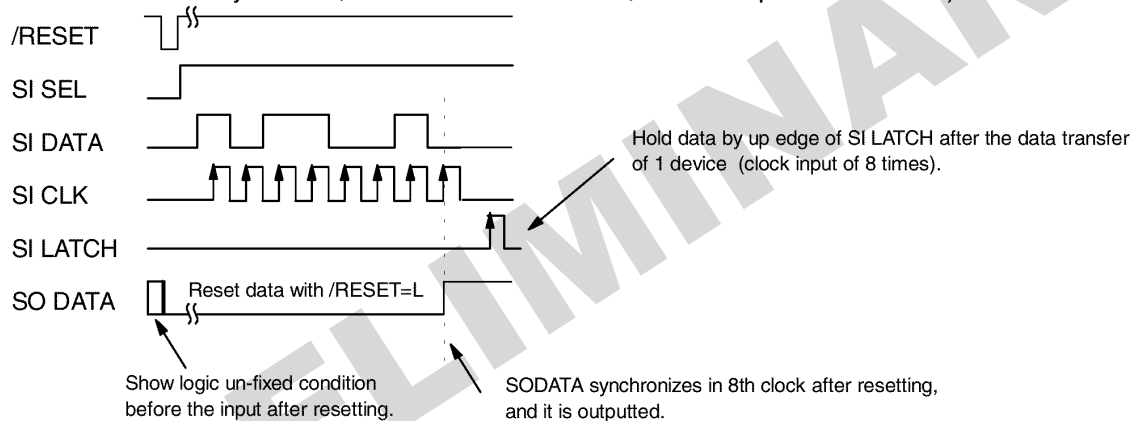 /RESET
SI SEL
SI DATA
Hold data by up edge of SI LATCH after the data transfer
of 1 device (clock input of 8 times).
SI CLK
SI LATCH
SO DATA
Reset data with /RESET=L
Show logic un-fixed condition
before the input after resetting.
SODATA synchronizes in 8th clock after resetting,
and it is outputted.
ELIMINAR